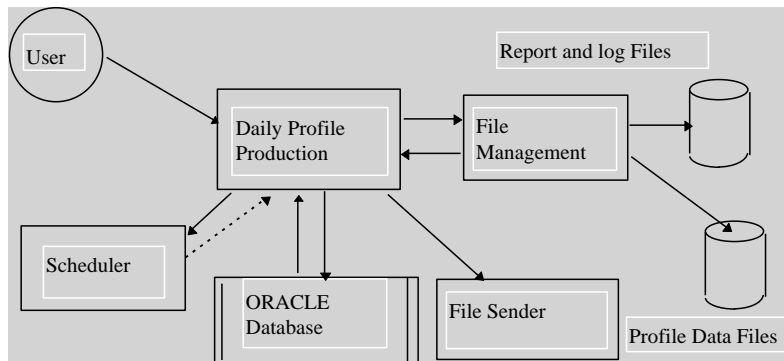 User
Report and log Files
Daily Profile
Production
File
Management
Scheduler
ORACLE
Database
File Sender
Profile Data Files